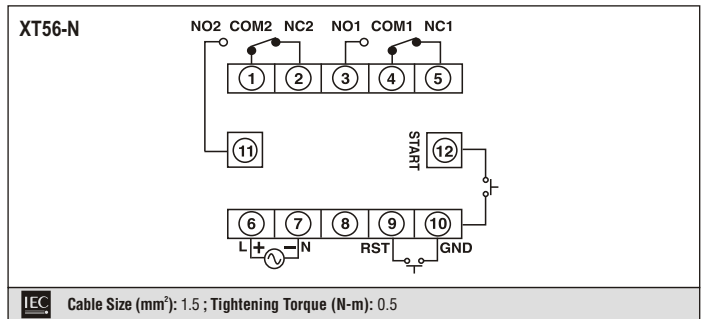 XT56-N
NO2 COM2 NC2 NO1 COM1 NC1
1 2 3 4 5
11 START 12
6 7 8 9 10
L + − N RST GND
IEC Cable Size (mm²): 1.5 ; Tightening Torque (N-m): 0.5